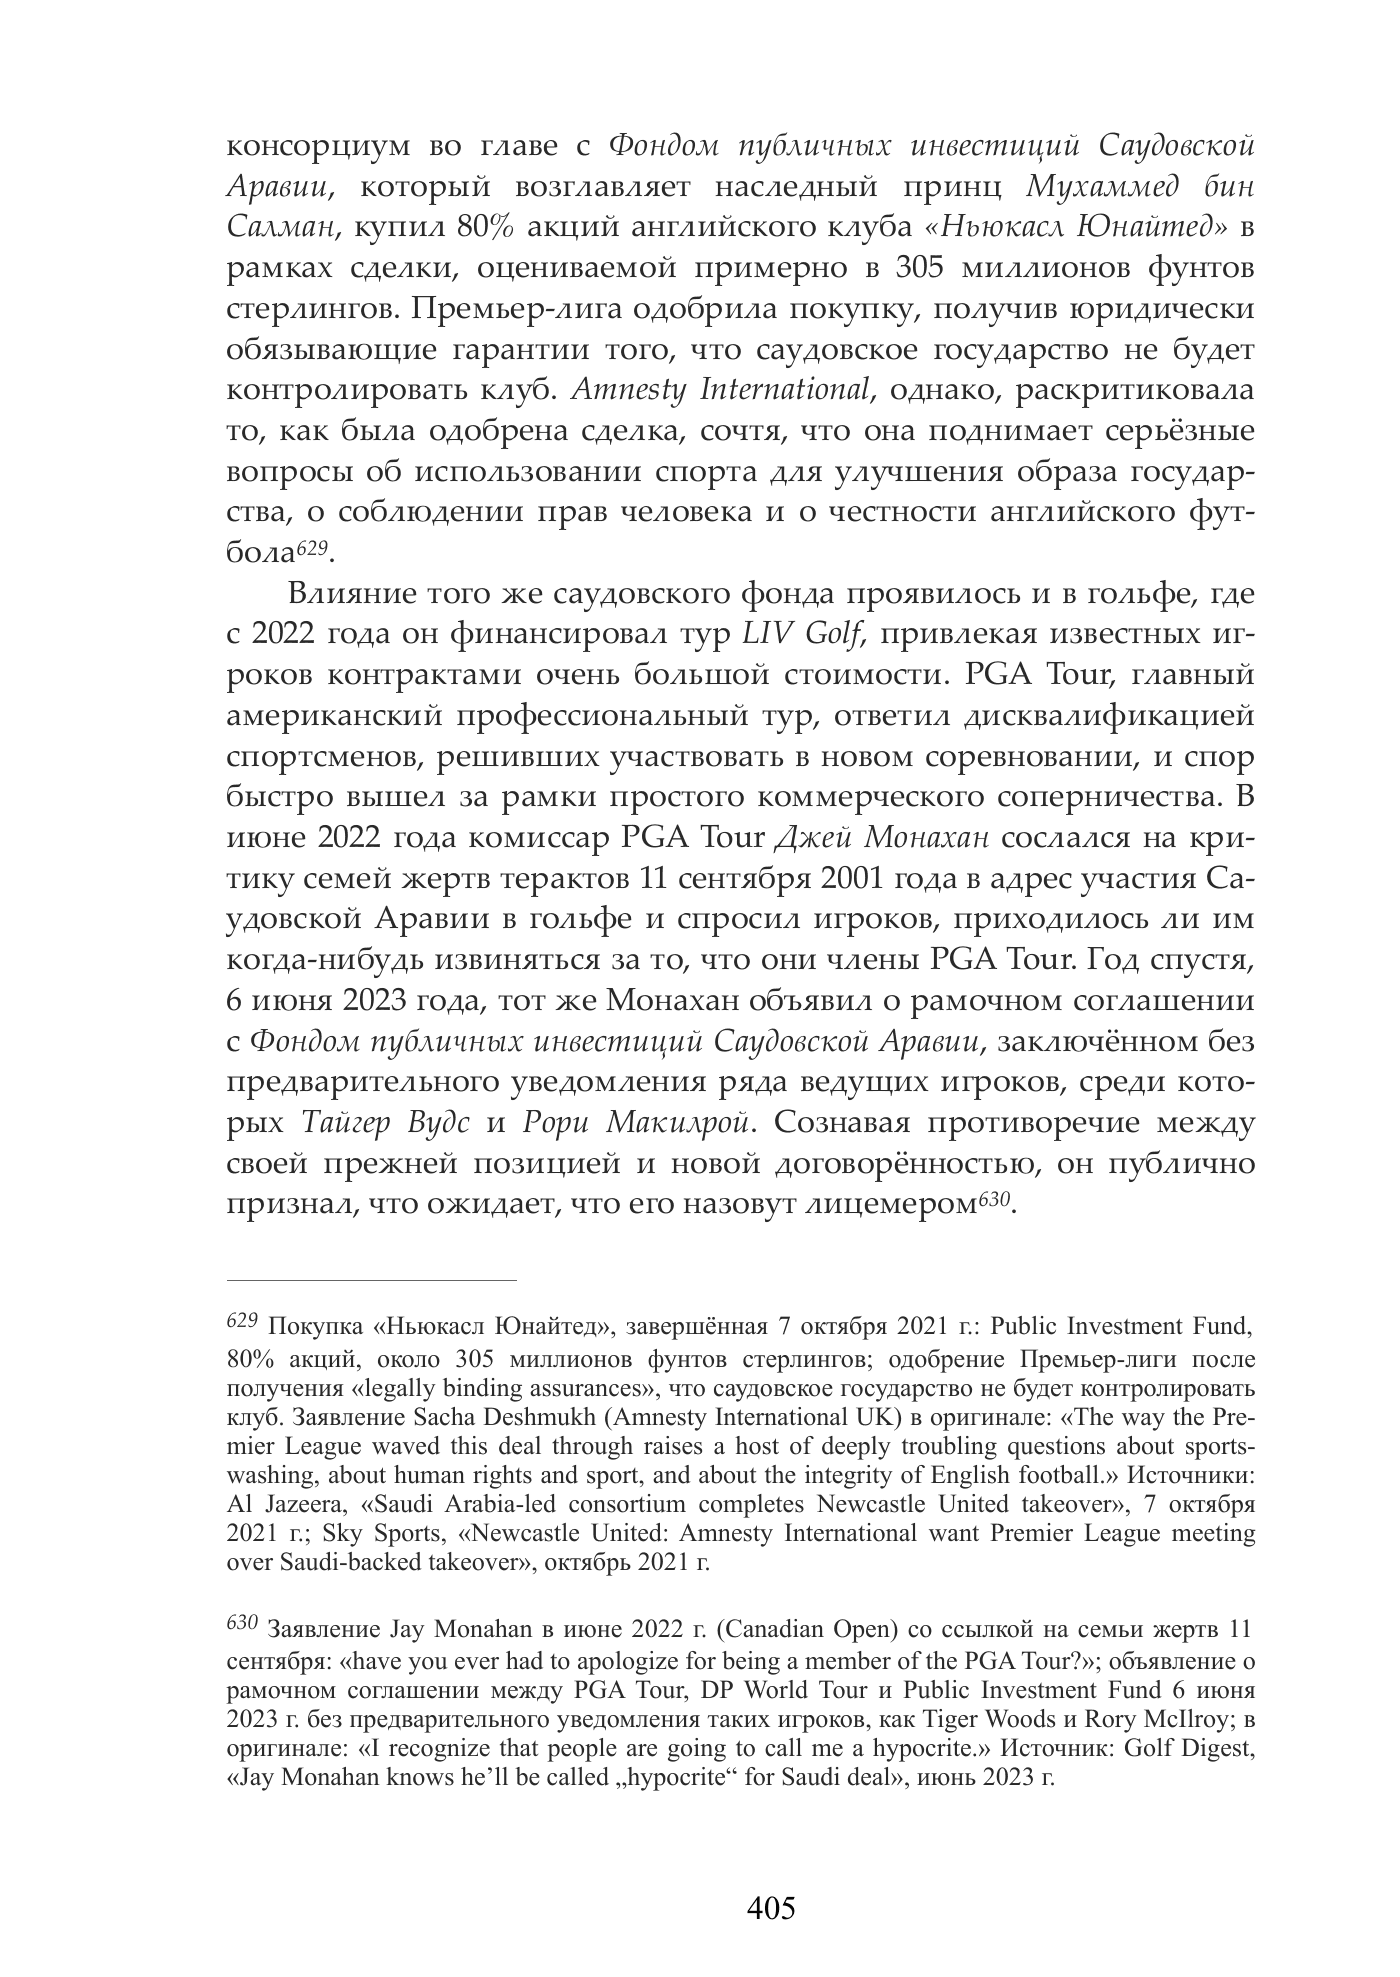 консорциум во главе с Фондом публичных инвестиций Саудовской
Аравии, который возглавляет наследный принц Мухаммед бин
Салман, купил 80% акций английского клуба «Ньюкасл Юнайтед» в
рамках сделки, оцениваемой примерно в 305 миллионов фунтов
стерлингов. Премьер-лига одобрила покупку, получив юридически
обязывающие гарантии того, что саудовское государство не будет
контролировать клуб. Amnesty International, однако, раскритиковала
то, как была одобрена сделка, сочтя, что она поднимает серьёзные
вопросы об использовании спорта для улучшения образа государ-
ства, о соблюдении прав человека и о честности английского фут-
бола629.
Влияние того же саудовского фонда проявилось и в гольфе, где
с 2022 года он финансировал тур LIV Golf, привлекая известных иг-
роков контрактами очень большой стоимости. PGA Tour, главный
американский профессиональный тур, ответил дисквалификацией
спортсменов, решивших участвовать в новом соревновании, и спор
быстро вышел за рамки простого коммерческого соперничества. В
июне 2022 года комиссар PGA Tour Джей Монахан сослался на кри-
тику семей жертв терактов 11 сентября 2001 года в адрес участия Са-
удовской Аравии в гольфе и спросил игроков, приходилось ли им
когда-нибудь извиняться за то, что они члены PGA Tour. Год спустя,
6 июня 2023 года, тот же Монахан объявил о рамочном соглашении
с Фондом публичных инвестиций Саудовской Аравии, заключённом без
предварительного уведомления ряда ведущих игроков, среди кото-
рых Тайгер Вудс и Рори Макилрой. Сознавая противоречие между
своей прежней позицией и новой договорённостью, он публично
признал, что ожидает, что его назовут лицемером630.
629 Покупка «Ньюкасл Юнайтед», завершённая 7 октября 2021 г.: Public Investment Fund,
80% акций, около 305 миллионов фунтов стерлингов; одобрение Премьер-лиги после
получения «legally binding assurances», что саудовское государство не будет контролировать
клуб. Заявление Sacha Deshmukh (Amnesty International UK) в оригинале: «The way the Pre-
mier League waved this deal through raises a host of deeply troubling questions about sports-
washing, about human rights and sport, and about the integrity of English football.» Источники:
Al Jazeera, «Saudi Arabia-led consortium completes Newcastle United takeover», 7 октября
2021 г.; Sky Sports, «Newcastle United: Amnesty International want Premier League meeting
over Saudi-backed takeover», октябрь 2021 г.
630 Заявление Jay Monahan в июне 2022 г. (Canadian Open) со ссылкой на семьи жертв 11
сентября: «have you ever had to apologize for being a member of the PGA Tour?»; объявление о
рамочном соглашении между PGA Tour, DP World Tour и Public Investment Fund 6 июня
2023 г. без предварительного уведомления таких игроков, как Tiger Woods и Rory McIlroy; в
оригинале: «I recognize that people are going to call me a hypocrite.» Источник: Golf Digest,
«Jay Monahan knows he’ll be called „hypocrite“ for Saudi deal», июнь 2023 г.
405